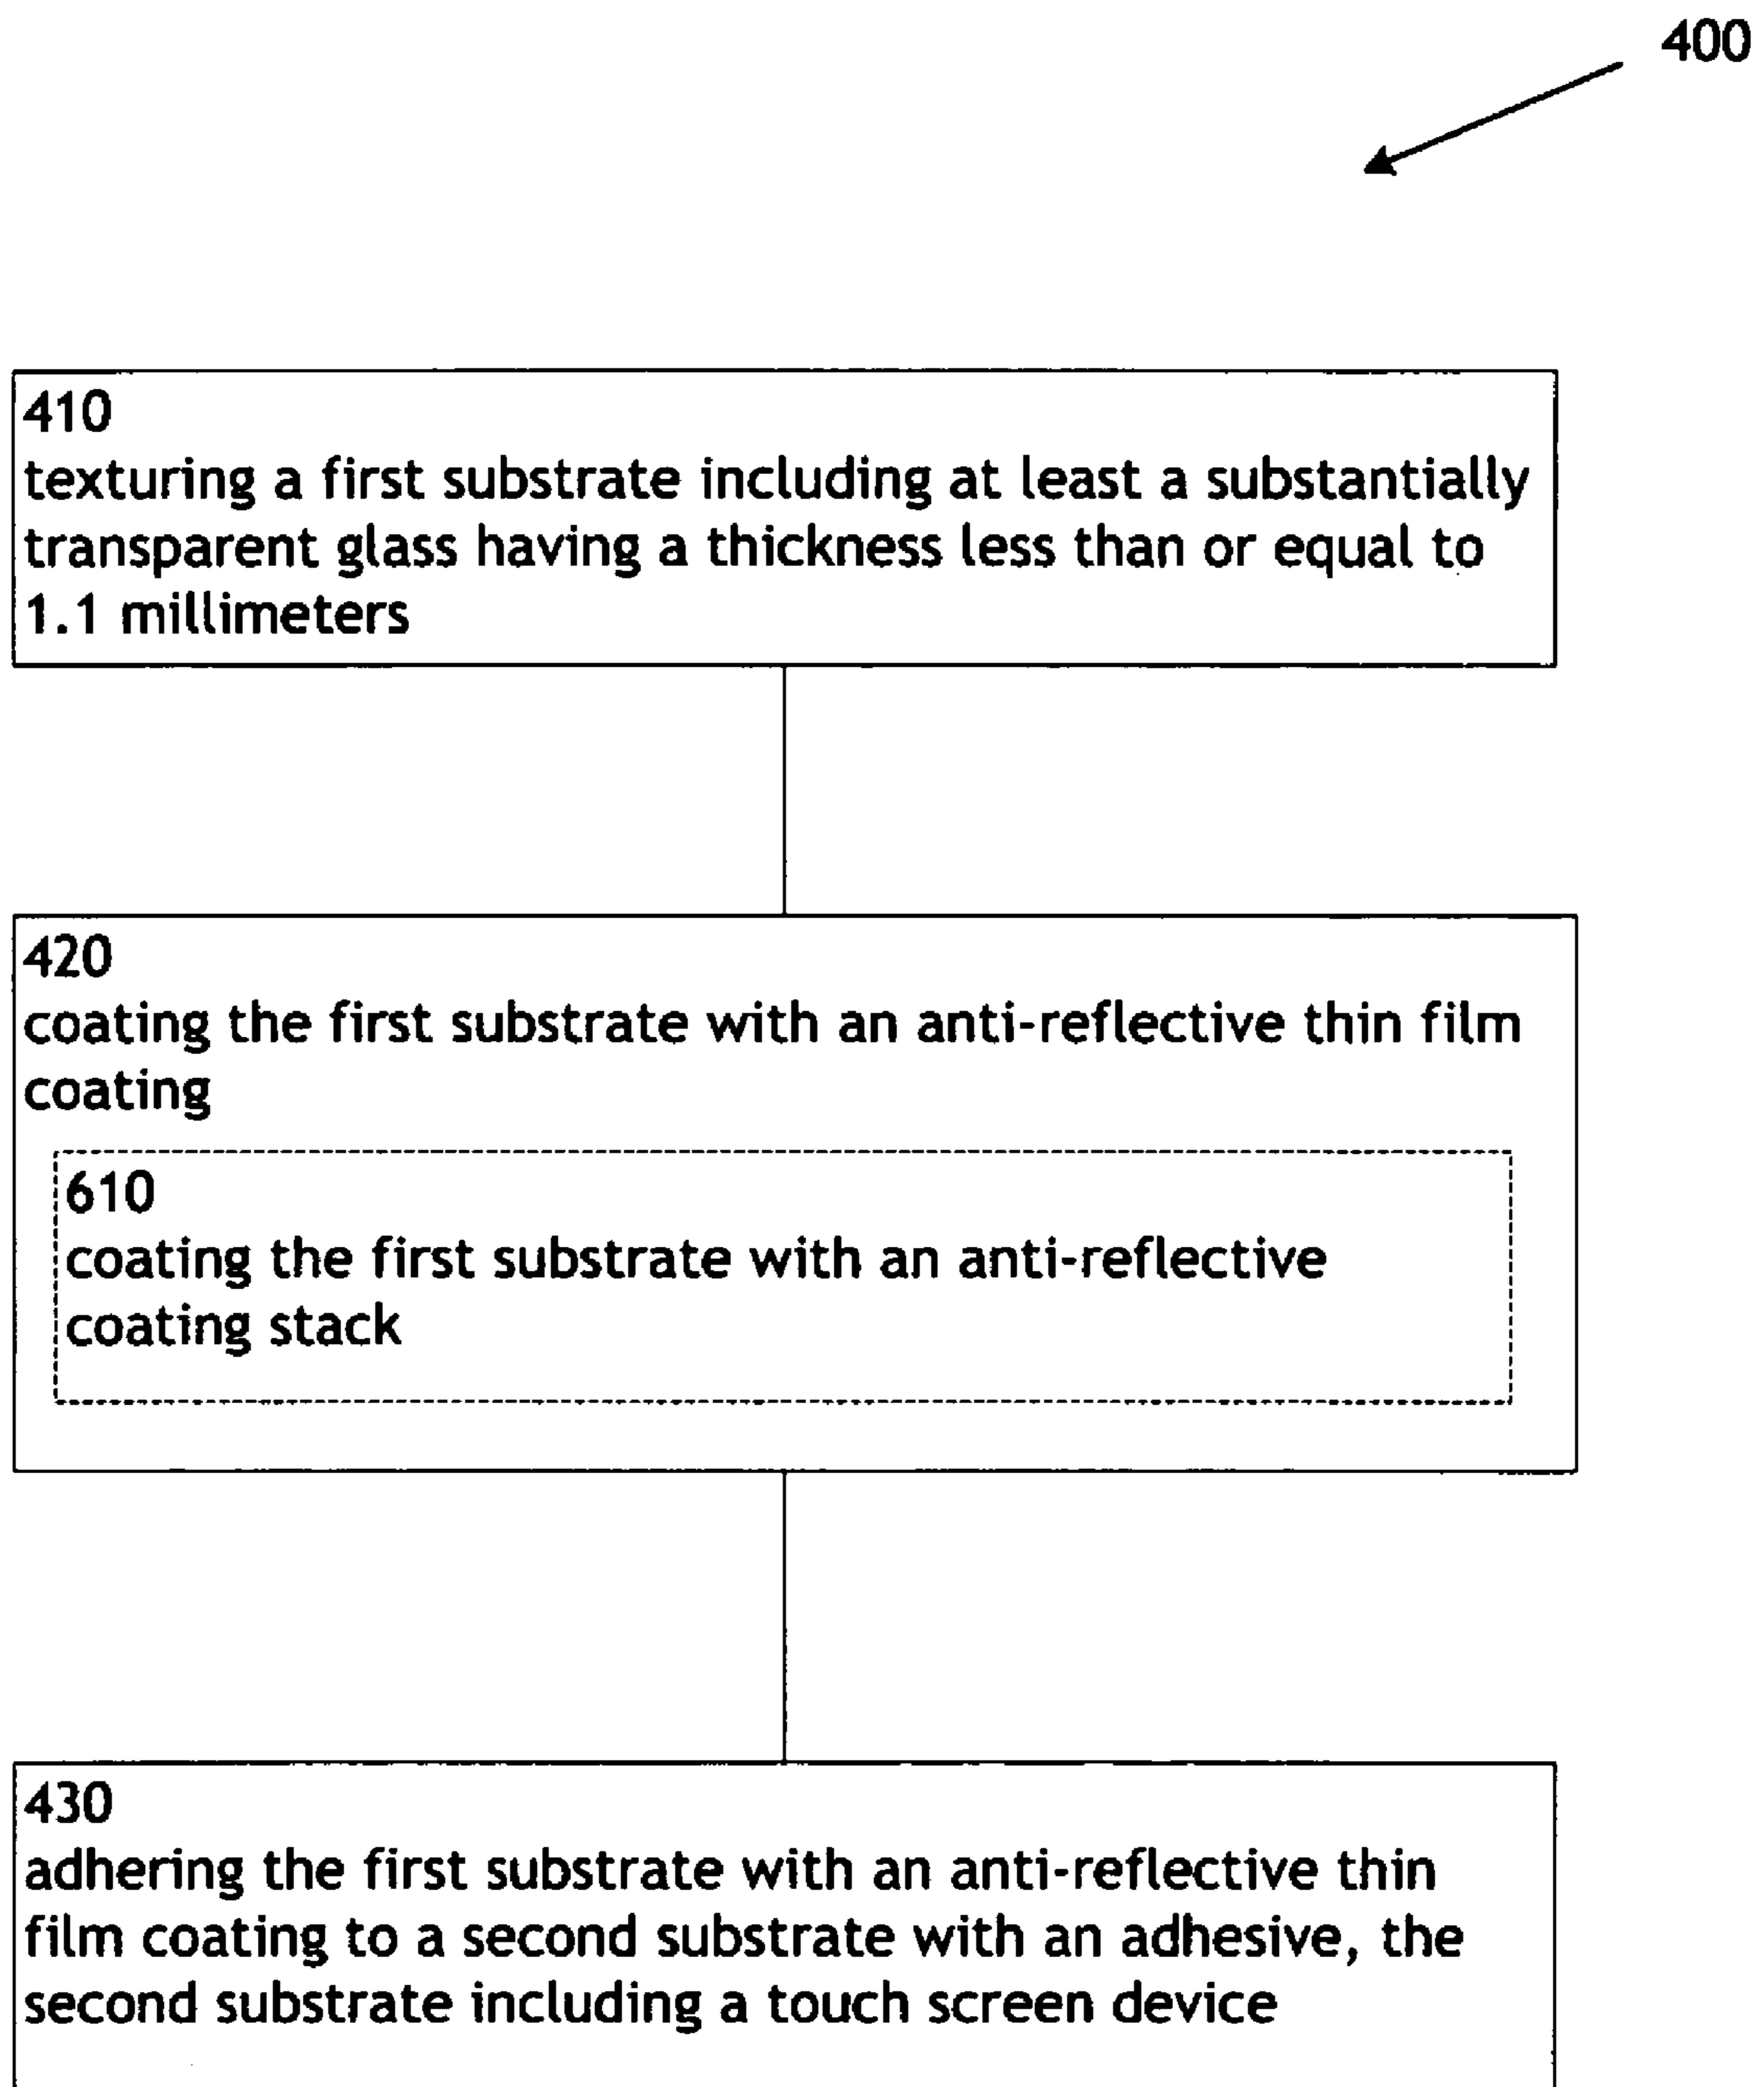 400
410
texturing a first substrate including at least a substantially
transparent glass having a thickness less than or equal to
1.1 millimeters
420
coating the first substrate with an anti-reflective thin film
coating
610
coating the first substrate with an anti-reflective
coating stack
430
adhering the first substrate with an anti-reflective thin
film coating to a second substrate with an adhesive, the
second substrate including a touch screen device